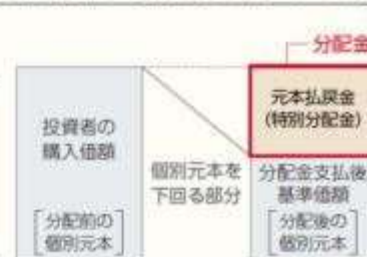 分配金
元本払戻金
(特別分配金)
投資者の
購入価額
個別元本を
下回る部分
分配金支払後
基準価額
分配前の
個別元本
分配後の
個別元本